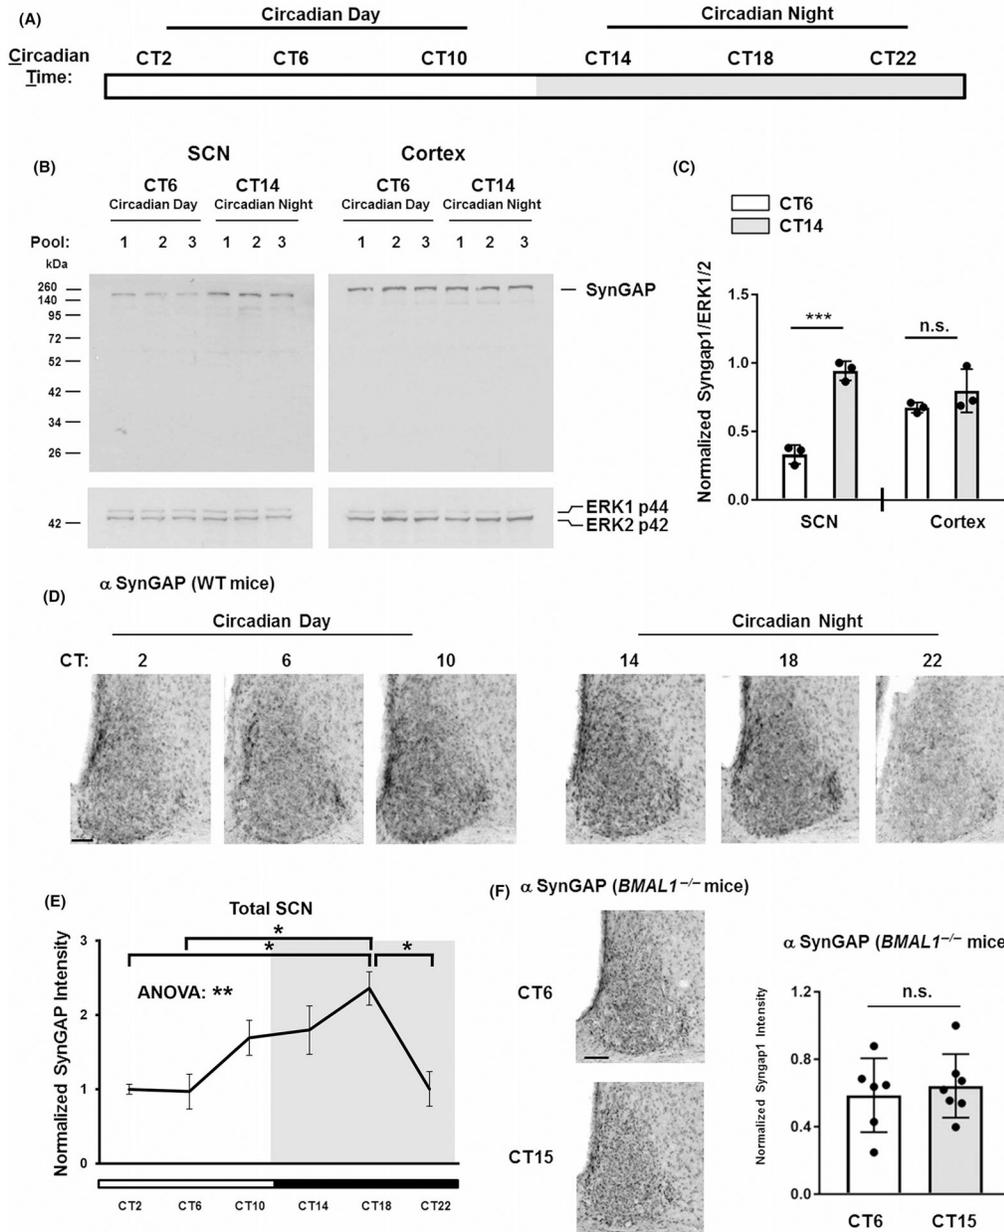 (A)
Circadian Day
Circadian Night
Circadian
Time:
CT2 CT6 CT10 CT14 CT18 CT22
(B)
SCN Cortex
CT6 CT14 CT6 CT14
Circadian Day Circadian Night Circadian Day Circadian Night
Pool: 1 2 3 1 2 3 1 2 3 1 2 3
kDa
260
140
95
72
52
42
34
26
SynGAP
42
ERK1 p44
ERK2 p42
(C)
CT6
CT14
Normalized Syngap1/ERK1/2
1.5
1.0
0.5
0.0
***
n.s.
SCN Cortex
α SynGAP (WT mice)
(D)
Circadian Day Circadian Night
CT: 2 6 10 14 18 22
(E)
Total SCN
Normalized SynGAP Intensity
3
2
1
0
*
*
*
ANOVA: **
CT2 CT6 CT10 CT14 CT18 CT22
(F) α SynGAP (BMAL1−/− mice)
CT6
CT15
α SynGAP (BMAL1−/− mice
Normalized Syngap1 Intensity
1.2
0.8
0.4
0.0
n.s.
CT6 CT15